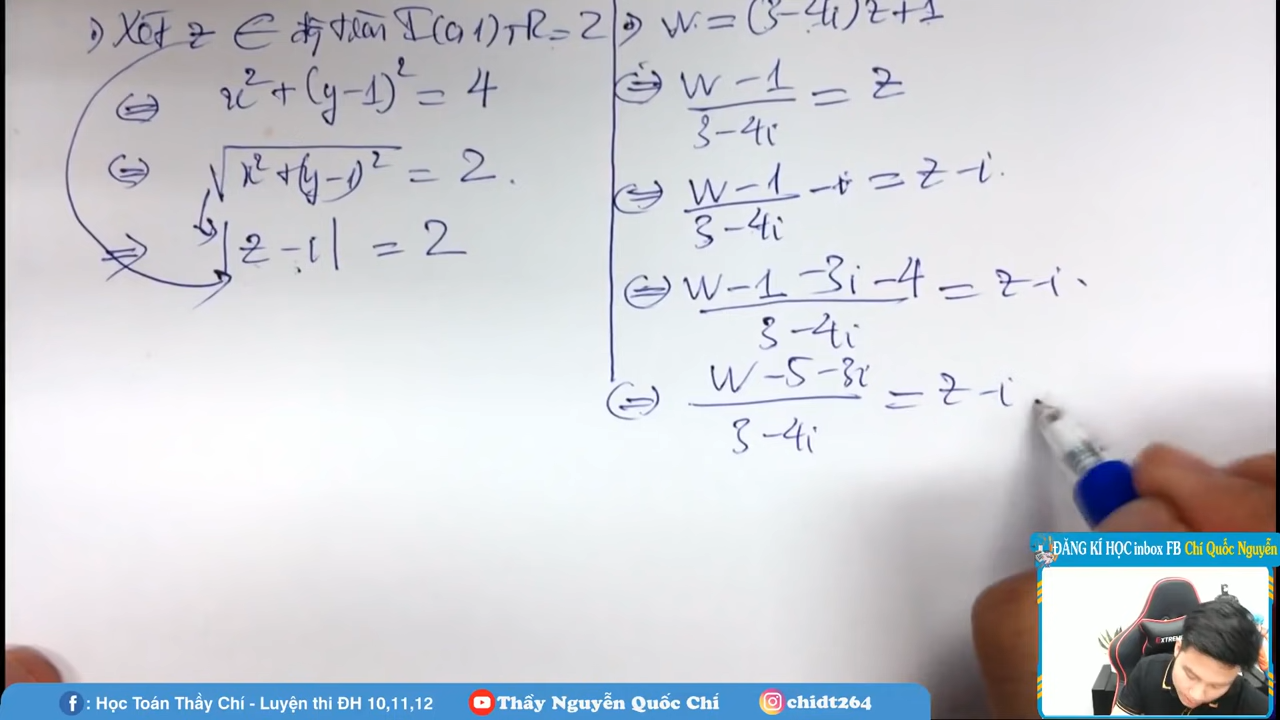 •) Xét z ∈ đg tròn I(0,1), R=2
⇔ x² + (y-1)² = 4
⇔ √(x² + (y-1)²) = 2.
⇒ |z - i| = 2
•) w = (3-4i)z+1
⇔ (w - 1)/(3-4i) = z
⇔ (w - 1)/(3-4i) - i = z - i.
⇔ (w - 1 - 3i - 4)/(3 - 4i) = z - i.
⇔ (w - 5 - 3i)/(3 - 4i) = z - i
ĐĂNG KÍ HỌC inbox FB Chí Quốc Nguyễn
: Học Toán Thầy Chí - Luyện thi ĐH 10,11,12
Thầy Nguyễn Quốc Chí
chidt264